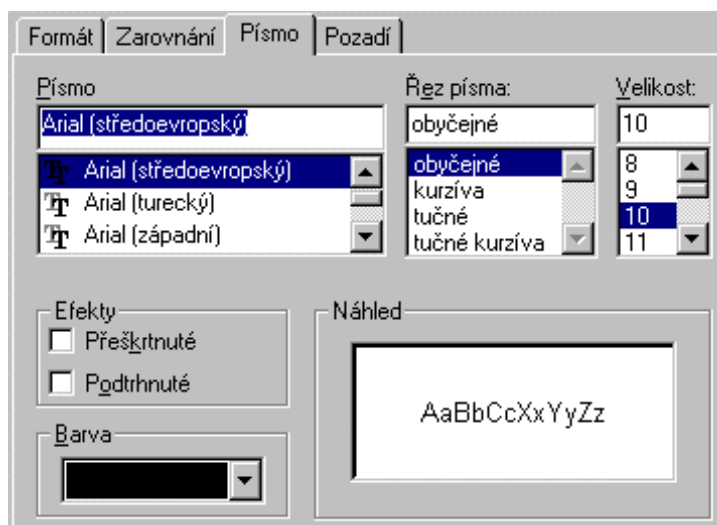 Formát Zarovnání Písmo Pozadí
Písmo Řez písma: Velikost:
Arial (středoevropský) obyčejné 10
Arial (středoevropský) obyčejné 8
Arial (turecký) kurzíva 9
Arial (západní) tučné 10
tučné kurzíva 11
Efekty Náhled
Přeškrtnuté
Podtrhnuté
AaBbCcXxYyZz
Barva